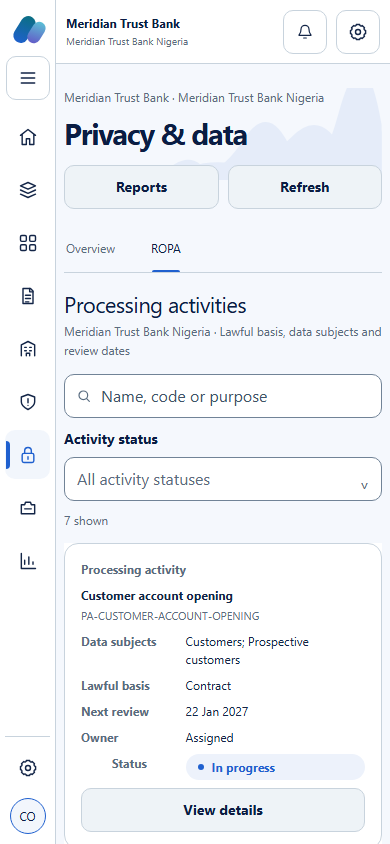 Meridian Trust Bank
Meridian Trust Bank Nigeria
Meridian Trust Bank · Meridian Trust Bank Nigeria
Privacy & data
Reports
Refresh
Overview
ROPA
Processing activities
Meridian Trust Bank Nigeria · Lawful basis, data subjects and
review dates
Name, code or purpose
Activity status
All activity statuses
7 shown
Processing activity
Customer account opening
PA-CUSTOMER-ACCOUNT-OPENING
Data subjects Customers; Prospective
customers
Lawful basis Contract
Next review 22 Jan 2027
Owner Assigned
Status In progress
View details
CO